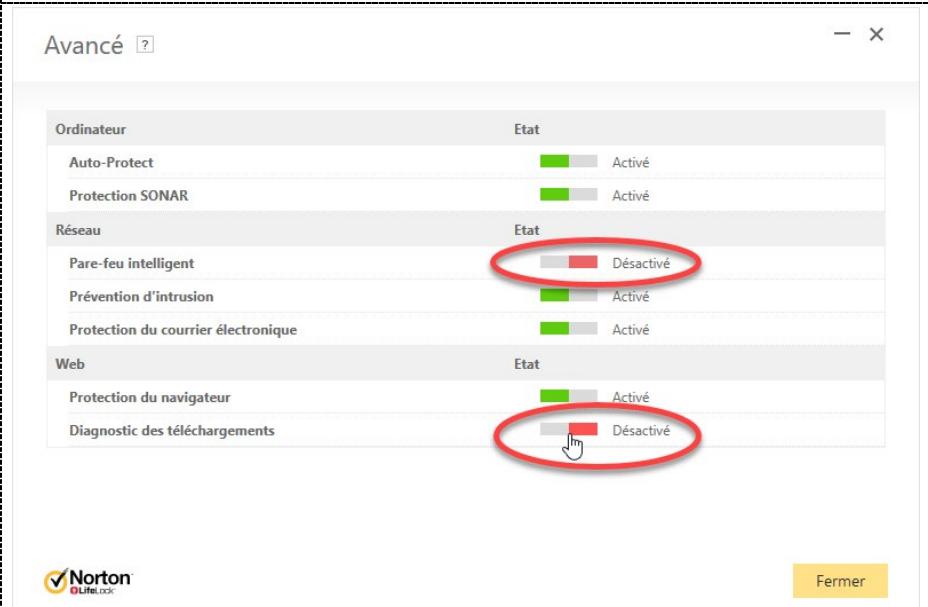 Avancé ?
Ordinateur Etat
Auto-Protect Activé
Protection SONAR Activé
Réseau Etat
Pare-feu intelligent Désactivé
Prévention d'intrusion Activé
Protection du courrier électronique Activé
Web Etat
Protection du navigateur Activé
Diagnostic des téléchargements Désactivé
Norton
LifeLock
Fermer